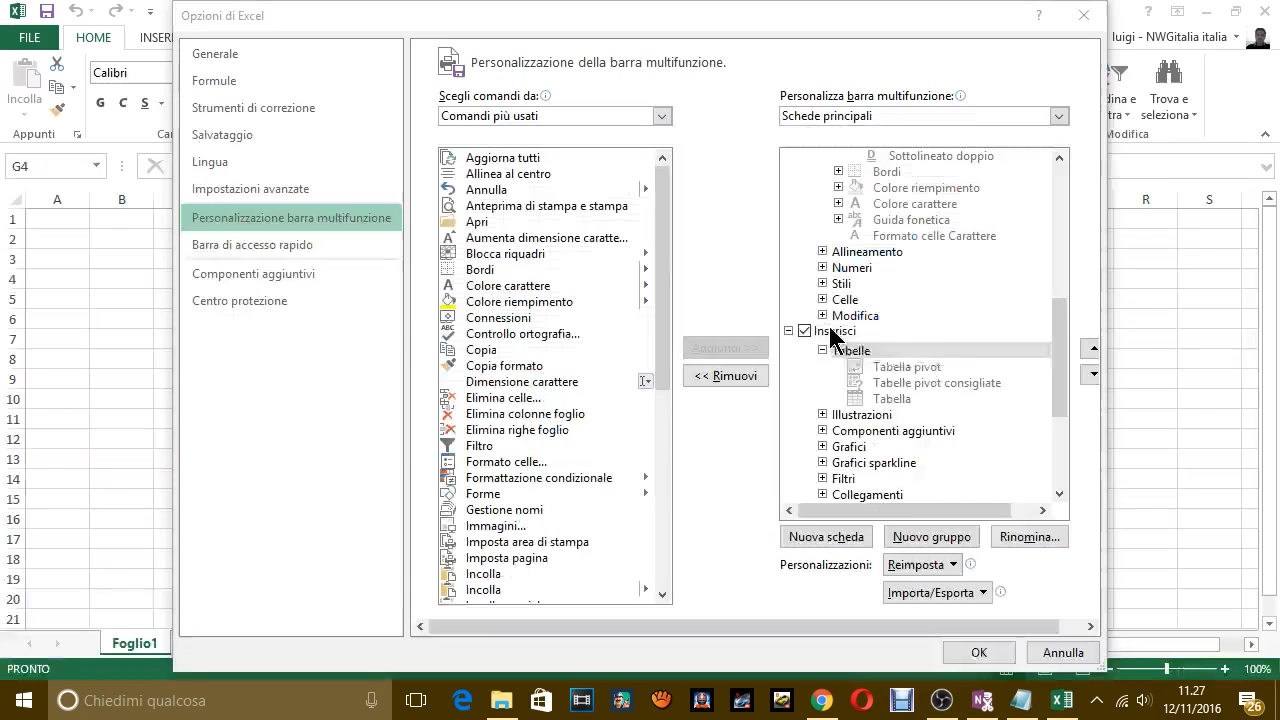 Opzioni di Excel
?
FILE
HOME
INSER
luigi - NWGitalia italia
Incolla
Calibri
G C S
Appunti
Car
dina e
tra
Trova e
seleziona
Modifica
G4
A B R S
1
2
3
4
5
6
7
8
9
10
11
12
13
14
15
16
17
18
19
20
21
Foglio1
PRONTO
100%
Generale
Formule
Strumenti di correzione
Salvataggio
Lingua
Impostazioni avanzate
Personalizzazione barra multifunzione
Barra di accesso rapido
Componenti aggiuntivi
Centro protezione
Personalizzazione della barra multifunzione.
Scegli comandi da:
Comandi più usati
Aggiorna tutti
Allinea al centro
Annulla
Anteprima di stampa e stampa
Apri
Aumenta dimensione caratte...
Blocca riquadri
Bordi
Colore carattere
Colore riempimento
Connessioni
Controllo ortografia...
Copia
Copia formato
Dimensione carattere
Elimina celle...
Elimina colonne foglio
Elimina righe foglio
Filtro
Formato celle...
Formattazione condizionale
Forme
Gestione nomi
Immagini...
Imposta area di stampa
Imposta pagina
Incolla
Incolla
Aggiungi >>
<< Rimuovi
Personalizza barra multifunzione:
Schede principali
Sottolineato doppio
Bordi
Colore riempimento
Colore carattere
Guida fonetica
Formato celle Carattere
Allineamento
Numeri
Stili
Celle
Modifica
Inserisci
Tabelle
Tabella pivot
Tabelle pivot consigliate
Tabella
Illustrazioni
Componenti aggiuntivi
Grafici
Grafici sparkline
Filtri
Collegamenti
Nuova scheda
Nuovo gruppo
Rinomina...
Personalizzazioni:
Reimposta
Importa/Esporta
OK
Annulla
Chiedimi qualcosa
11.27
12/11/2016
26